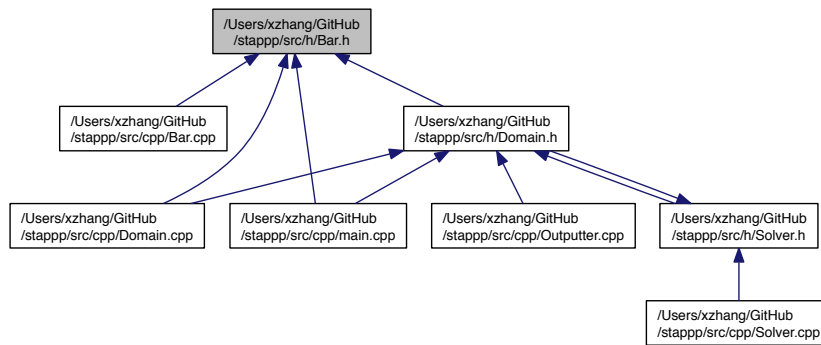 /Users/xzhang/GitHub
/stappp/src/h/Bar.h
/Users/xzhang/GitHub
/stappp/src/cpp/Bar.cpp
/Users/xzhang/GitHub
/stappp/src/h/Domain.h
/Users/xzhang/GitHub
/stappp/src/cpp/Domain.cpp
/Users/xzhang/GitHub
/stappp/src/cpp/main.cpp
/Users/xzhang/GitHub
/stappp/src/cpp/Outputter.cpp
/Users/xzhang/GitHub
/stappp/src/h/Solver.h
/Users/xzhang/GitHub
/stappp/src/cpp/Solver.cpp